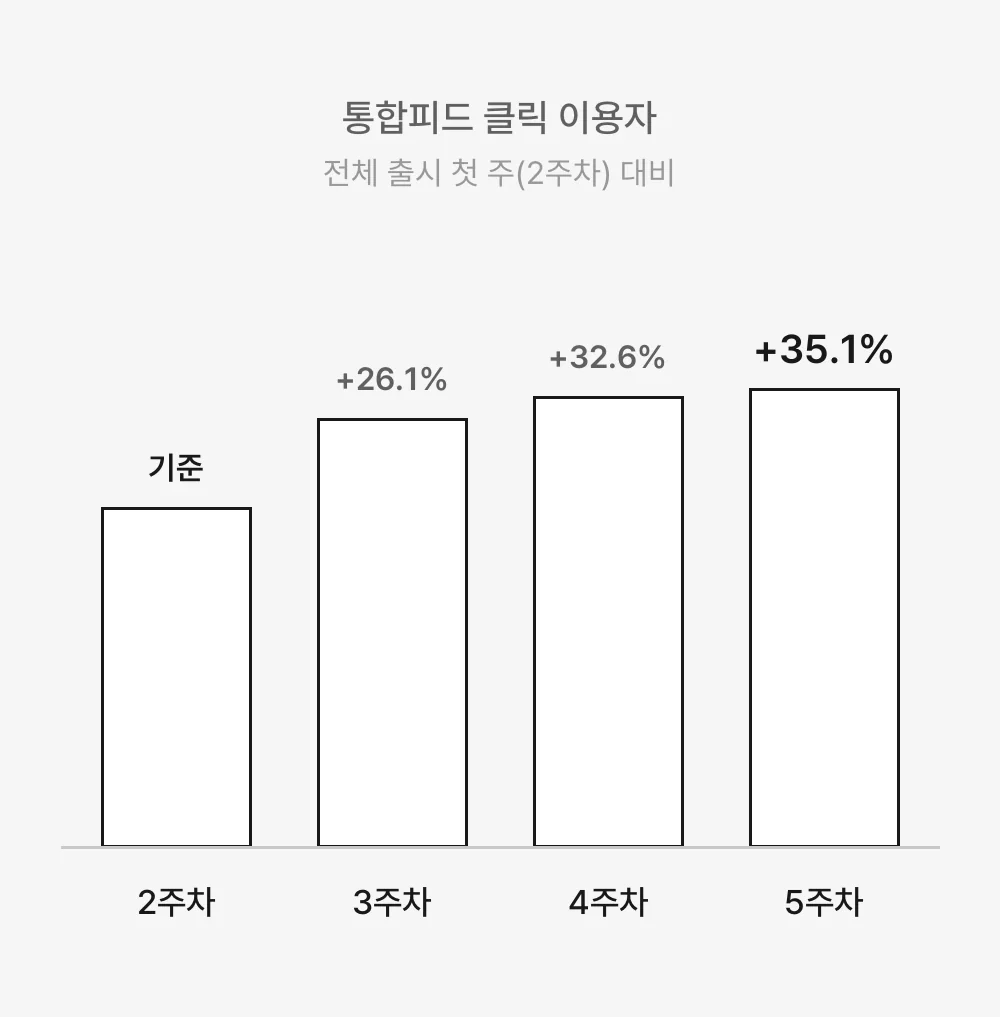 통합피드 클릭 이용자
전체 출시 첫 주(2주차) 대비
기준
+26.1%
+32.6%
+35.1%
2주차
3주차
4주차
5주차